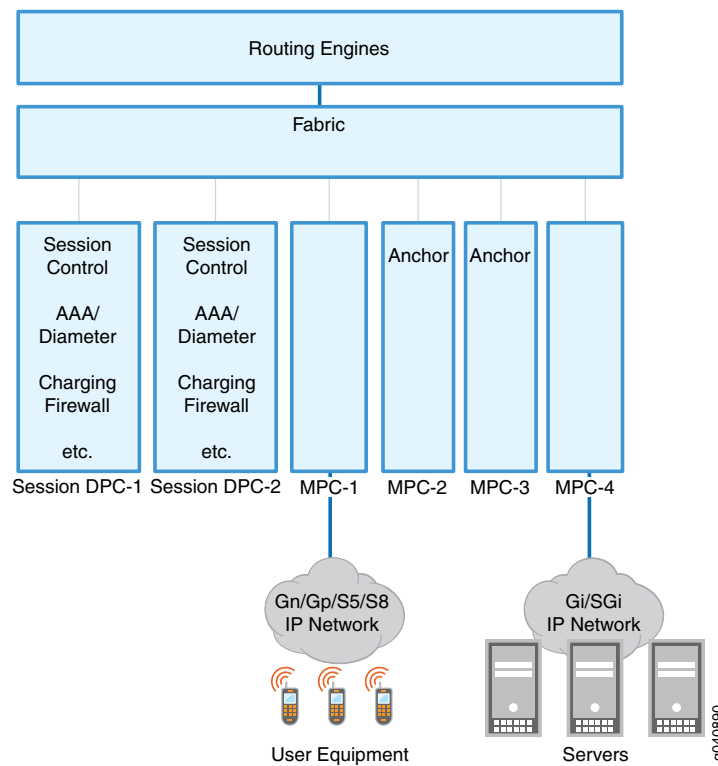 Routing Engines
Fabric
Session
Control
AAA/
Diameter
Charging
Firewall
etc.
Session DPC-1
Session
Control
AAA/
Diameter
Charging
Firewall
etc.
Session DPC-2
MPC-1
Anchor
MPC-2
Anchor
MPC-3
MPC-4
Gn/Gp/S5/S8
IP Network
User Equipment
Gi/SGi
IP Network
Servers
g040890